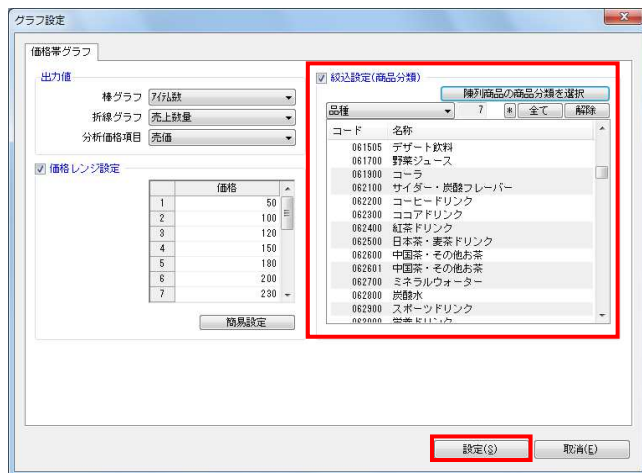 グラフ設定
価格帯グラフ
出力値
棒グラフ アイテム数
折線グラフ 売上数量
分析価格項目 売価
価格レンジ設定
価格
1 50
2 100
3 120
4 150
5 180
6 200
7 230
簡易設定
絞込設定(商品分類)
陳列商品の商品分類を選択
品種 7 * 全て 解除
コード 名称
061505 デザート飲料
061700 野菜ジュース
061900 コーラ
062100 サイダー・炭酸フレーバー
062200 コーヒードリンク
062300 ココアドリンク
062400 紅茶ドリンク
062500 日本茶・麦茶ドリンク
062600 中国茶・その他お茶
062601 中国茶・その他お茶
062700 ミネラルウォーター
062800 炭酸水
062900 スポーツドリンク
設定(S) 取消(E)